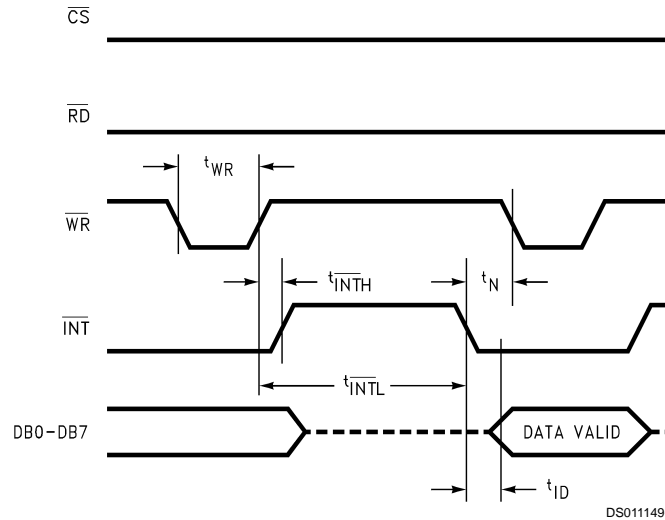 CS
RD
tWR
WR
tINTH
tN
INT
tINTL
DB0-DB7
DATA VALID
tID
DS011149